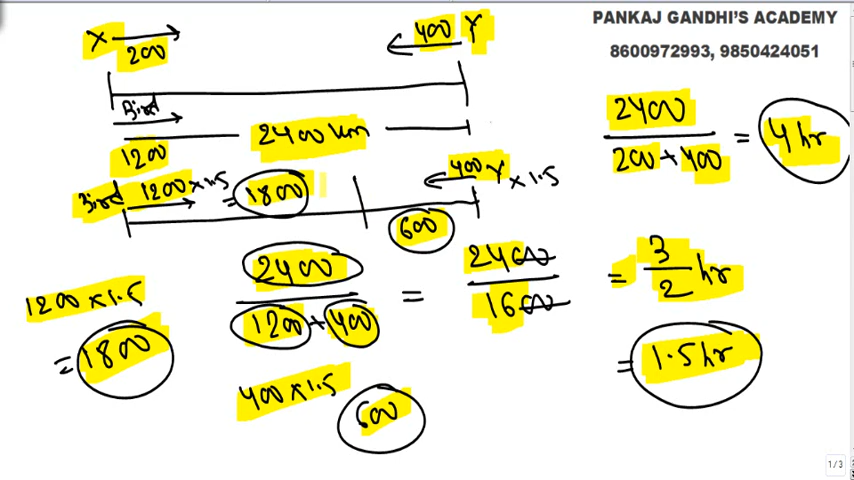 PANKAJ GANDHI'S ACADEMY
8600972993, 9850424051
X → 200
← 400 Y
Bird →
1200
2400 km
2400 / 200 + 400 = 4 hr
Bird 1200 × 1.5 = 1800
400 Y × 1.5
600
1200 × 1.5
= 1800
2400 / 1200 + 400 = 2400 / 1600 = 3/2 hr
= 1.5 hr
400 × 1.5
600
1/3